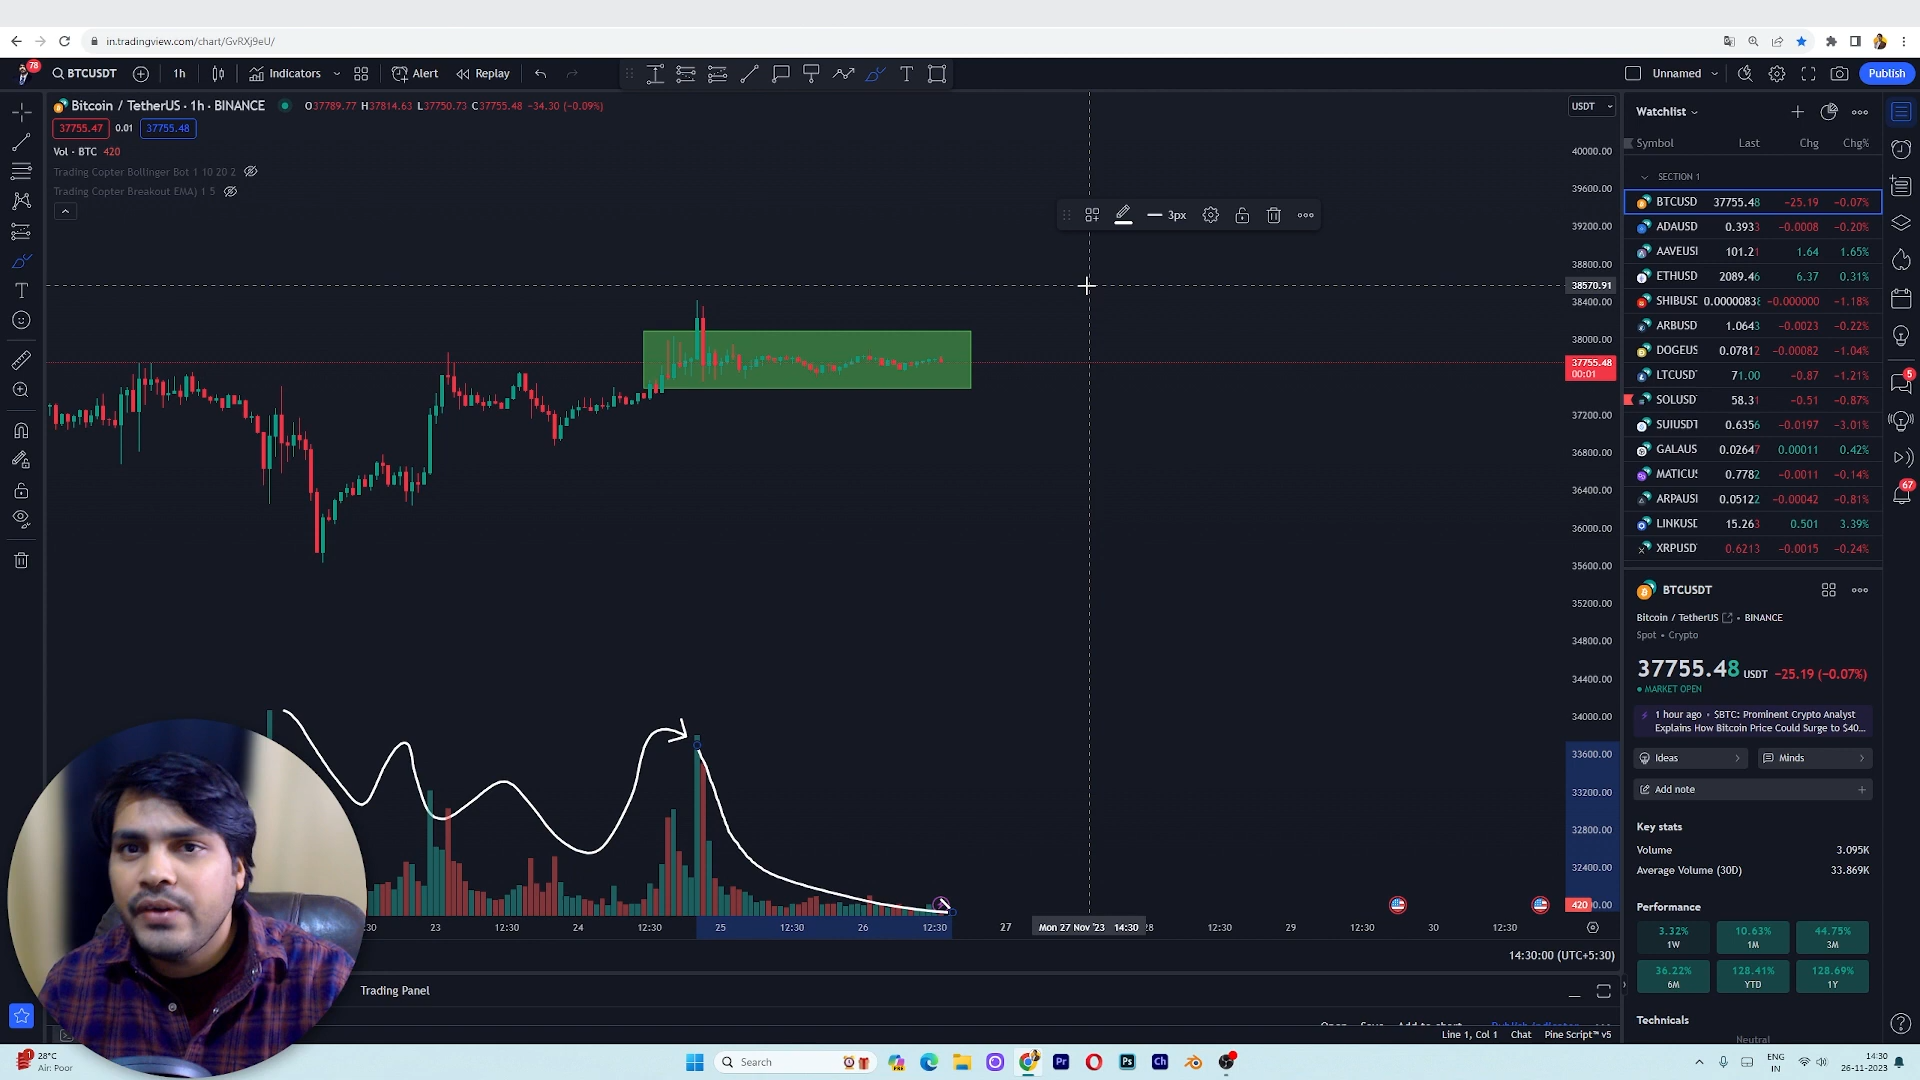 in.tradingview.com/chart/GvRXj9eU/
78
BTCUSDT
1h
Indicators
Alert
Replay
Unnamed
Publish
Bitcoin / TetherUS · 1h · BINANCE
O37789.77 H37814.63 L37750.73 C37755.48 −34.30 (−0.09%)
USDT
37755.47
0.01
37755.48
Vol · BTC 420
Trading Copter Bollinger Bot 1 10 20 2
Trading Copter Breakout EMA) 1 5
3px
40000.00
39600.00
39200.00
38800.00
38570.91
38400.00
38000.00
37755.48
00:01
37200.00
36800.00
36400.00
36000.00
35600.00
35200.00
34800.00
34400.00
34000.00
33600.00
33200.00
32800.00
32400.00
420
23
12:30
24
12:30
25
12:30
26
12:30
27
Mon 27 Nov '23 14:30
28
12:30
29
12:30
30
12:30
14:30:00 (UTC+5:30)
Trading Panel
Line 1, Col 1 Chat Pine Script™ v5
Watchlist
Symbol Last Chg Chg%
SECTION 1
BTCUSD 37755.48 −25.19 −0.07%
ADAUSD 0.3933 −0.0008 −0.20%
AAVEUSI 101.21 1.64 1.65%
ETHUSD 2089.46 6.37 0.31%
SHIBUSD 0.0000083 −0.000000 −1.18%
ARBUSD 1.0643 −0.0023 −0.22%
DOGEUS 0.07812 −0.00082 −1.04%
LTCUSD 71.00 −0.87 −1.21%
SOLUSD 58.31 −0.51 −0.87%
SUIUSDT 0.6356 −0.0197 −3.01%
GALAUS 0.02647 0.00011 0.42%
MATICUS 0.7782 −0.0011 −0.14%
ARPAUSI 0.05122 −0.00042 −0.81%
LINKUSD 15.263 0.501 3.39%
XRPUSD 0.6213 −0.0015 −0.24%
5
67
BTCUSDT
Bitcoin / TetherUS • BINANCE
Spot • Crypto
37755.48 USDT −25.19 (−0.07%)
MARKET OPEN
1 hour ago • $BTC: Prominent Crypto Analyst
Explains How Bitcoin Price Could Surge to $40...
Ideas
Minds
Add note
Key stats
Volume 3.095K
Average Volume (30D) 33.869K
Performance
3.32%
1W
10.63%
1M
44.75%
3M
36.22%
6M
128.41%
YTD
128.69%
1Y
Technicals
Neutral
1
28°C
Air: Poor
Search
Pr
Ps
Ch
ENG
IN
14:30
26-11-2023